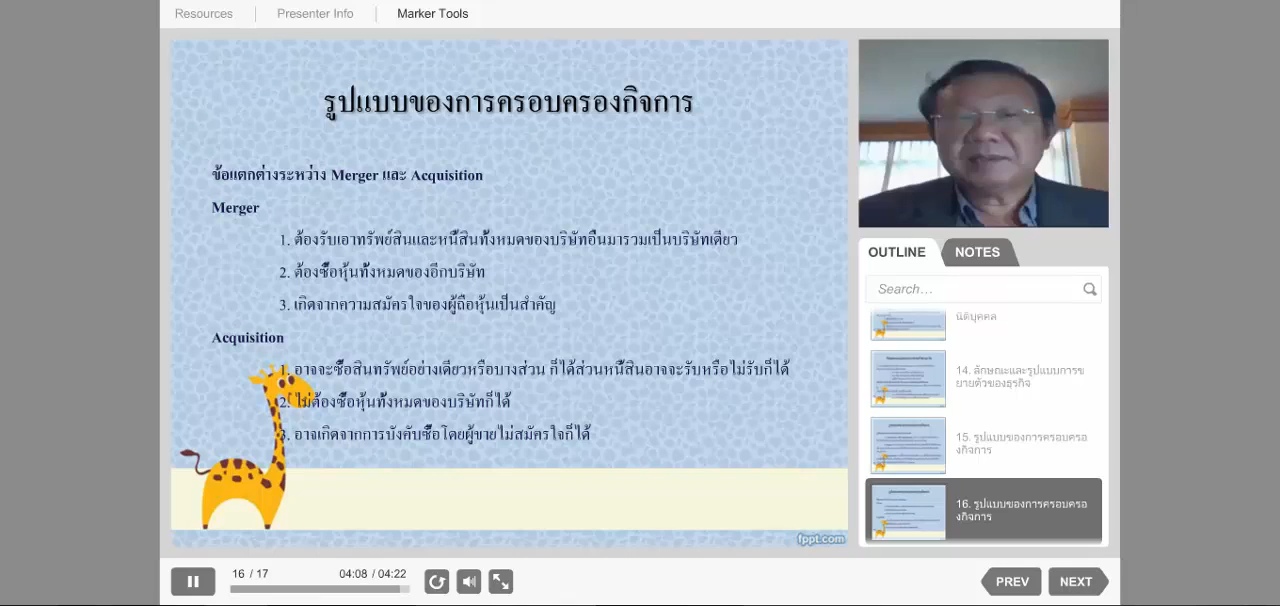 Resources
Presenter Info
Marker Tools
รูปแบบของการครอบครองกิจการ
ข้อแตกต่างระหว่าง Merger และ Acquisition
Merger
1. ต้องรับเอาทรัพย์สินและหนี้สินทั้งหมดของบริษัทอื่นมารวมเป็นบริษัทเดียว
2. ต้องซื้อหุ้นทั้งหมดของอีกบริษัท
3. เกิดจากความสมัครใจของผู้ถือหุ้นเป็นสำคัญ
Acquisition
1. อาจจะซื้อสินทรัพย์อย่างเดียวหรือบางส่วน ก็ได้ส่วนหนี้สินอาจจะรับหรือไม่รับก็ได้
2. ไม่ต้องซื้อหุ้นทั้งหมดของบริษัทก็ได้
3. อาจเกิดจากการบังคับซื้อโดยผู้ขายไม่สมัครใจก็ได้
fppt.com
OUTLINE
NOTES
Search...
นิติบุคคล
14. ลักษณะและรูปแบบการข
ยายตัวของธุรกิจ
15. รูปแบบของการครอบครอ
งกิจการ
16. รูปแบบของการครอบครอ
งกิจการ
16 / 17
04:08 / 04:22
PREV
NEXT